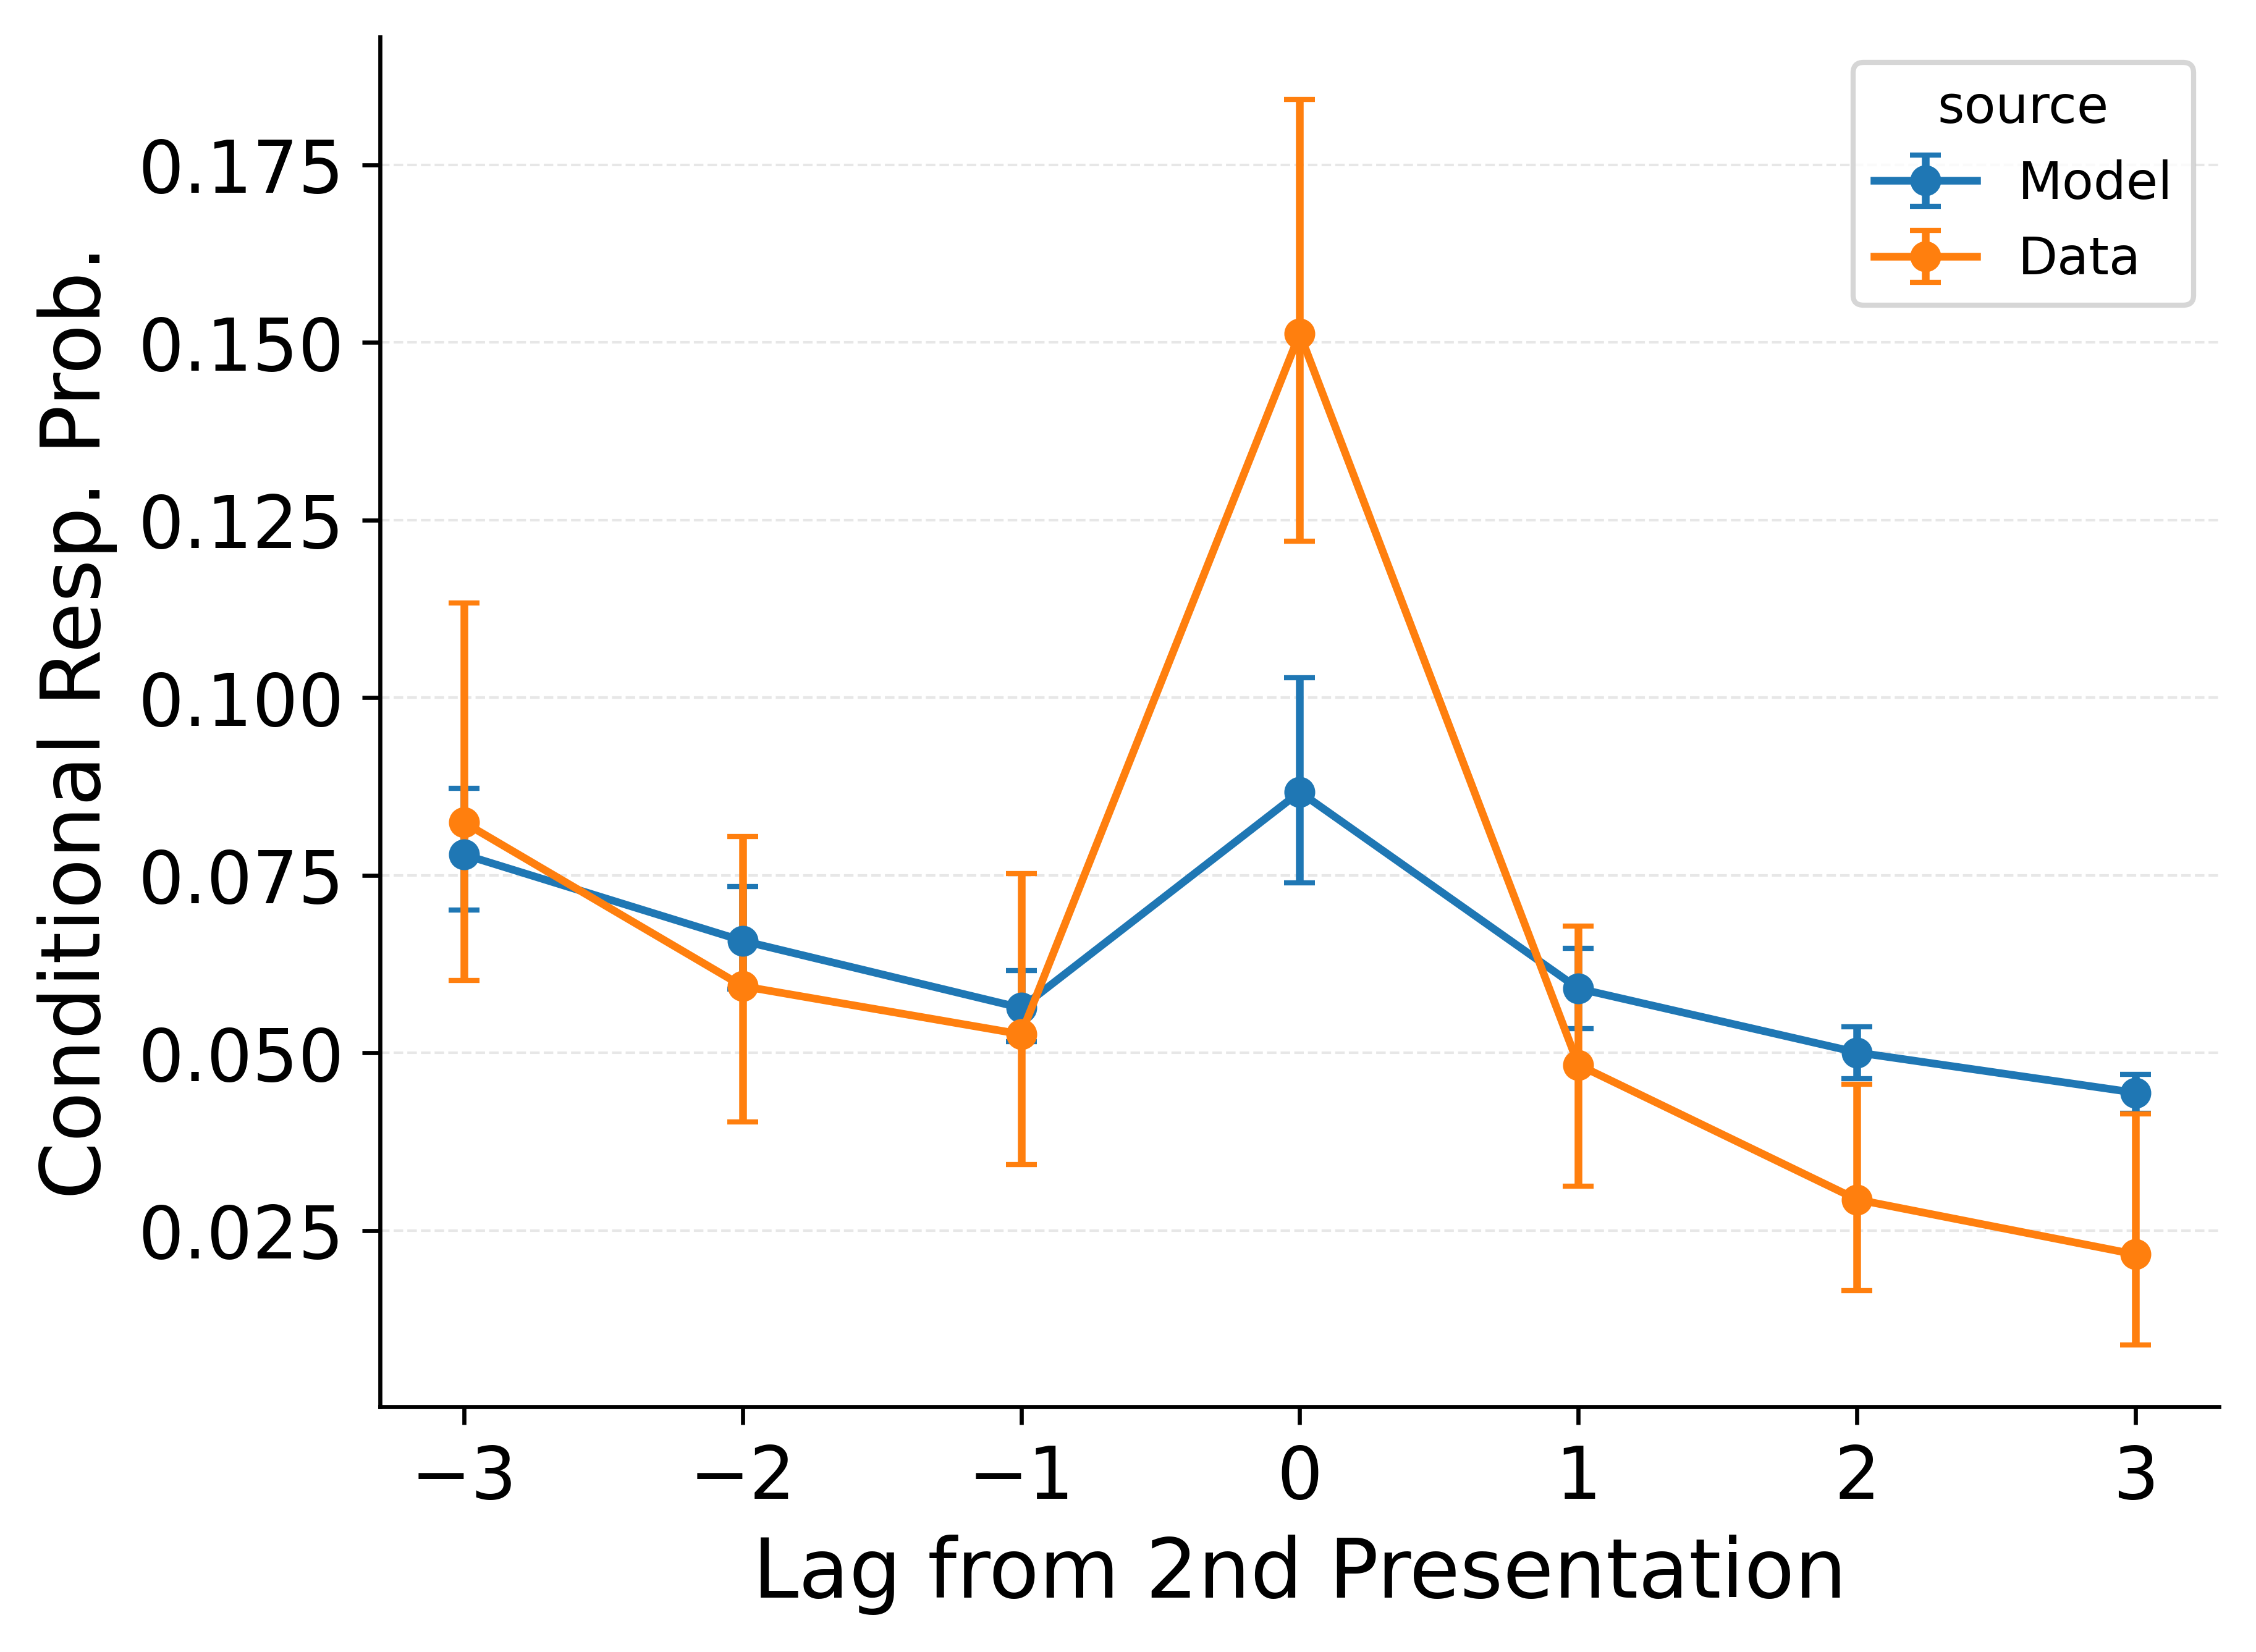 source
Model
Data
Conditional Resp. Prob.
0.175
0.150
0.125
0.100
0.075
0.050
0.025
−3 −2 −1 0 1 2 3
Lag from 2nd Presentation